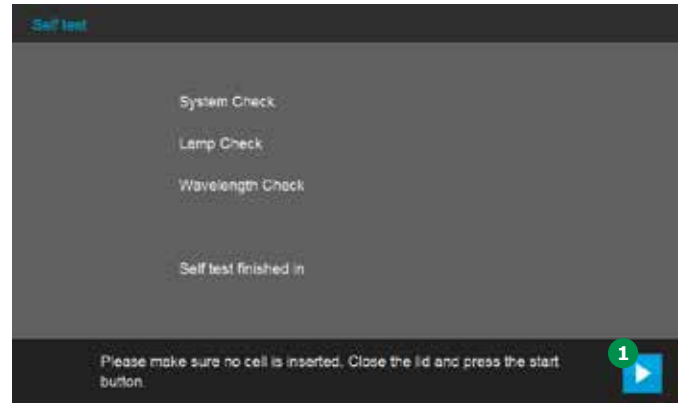 Self test
System Check
Lamp Check
Wavelength Check
Self test finished in
Please make sure no cell is inserted. Close the lid and press the start
button.
1